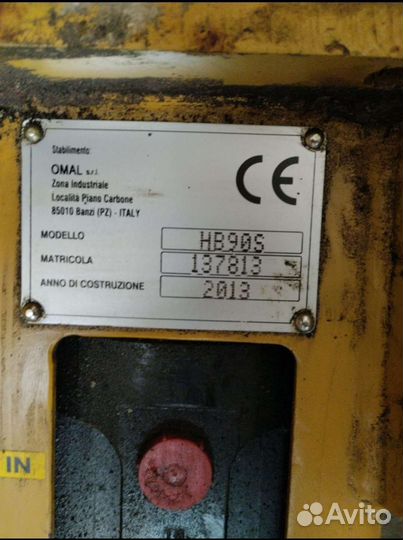 Stabilimento:
OMAL s.r.l.
Zona Industriale
Località Piano Carbone
85010 Banzi (PZ) - ITALY
CE
MODELLO HB90S
MATRICOLA 137813
ANNO DI COSTRUZIONE 2013
IN
Avito